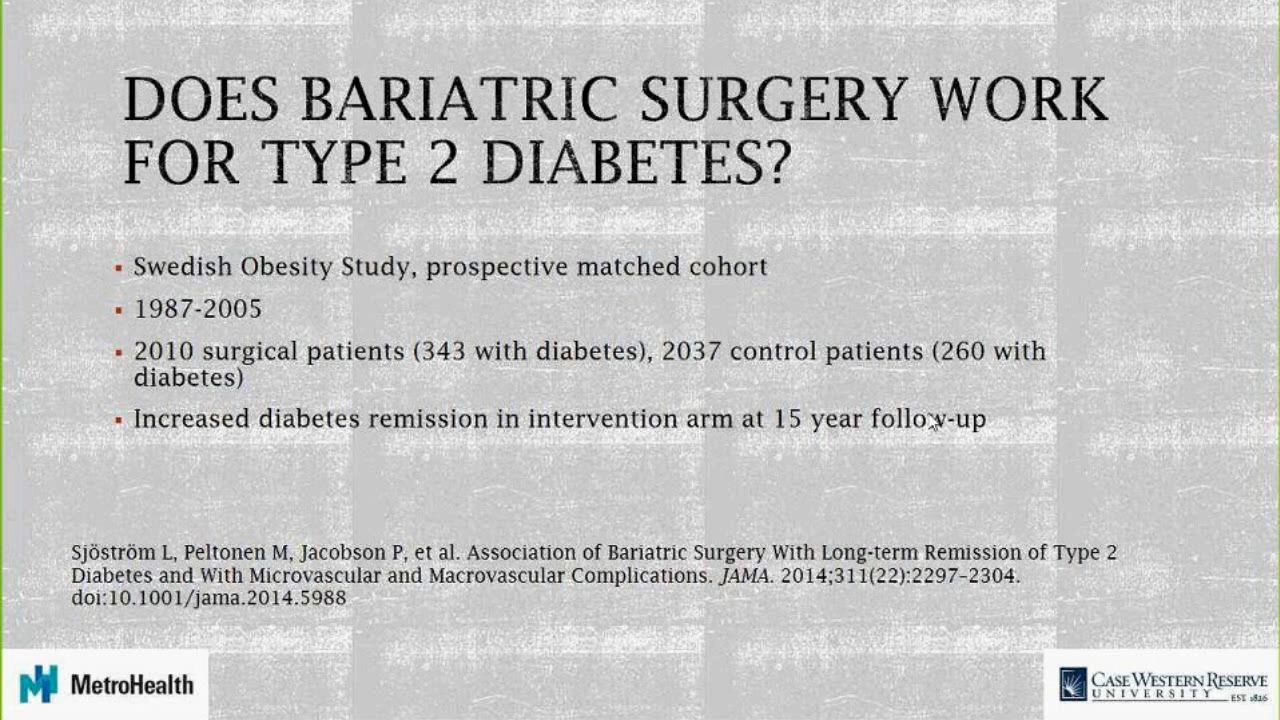 DOES BARIATRIC SURGERY WORK
FOR TYPE 2 DIABETES?
▪ Swedish Obesity Study, prospective matched cohort
▪ 1987-2005
▪ 2010 surgical patients (343 with diabetes), 2037 control patients (260 with
diabetes)
▪ Increased diabetes remission in intervention arm at 15 year follow-up
Sjöström L, Peltonen M, Jacobson P, et al. Association of Bariatric Surgery With Long-term Remission of Type 2
Diabetes and With Microvascular and Macrovascular Complications. JAMA. 2014;311(22):2297–2304.
doi:10.1001/jama.2014.5988
MetroHealth
CASE WESTERN RESERVE
UNIVERSITY
EST 1826